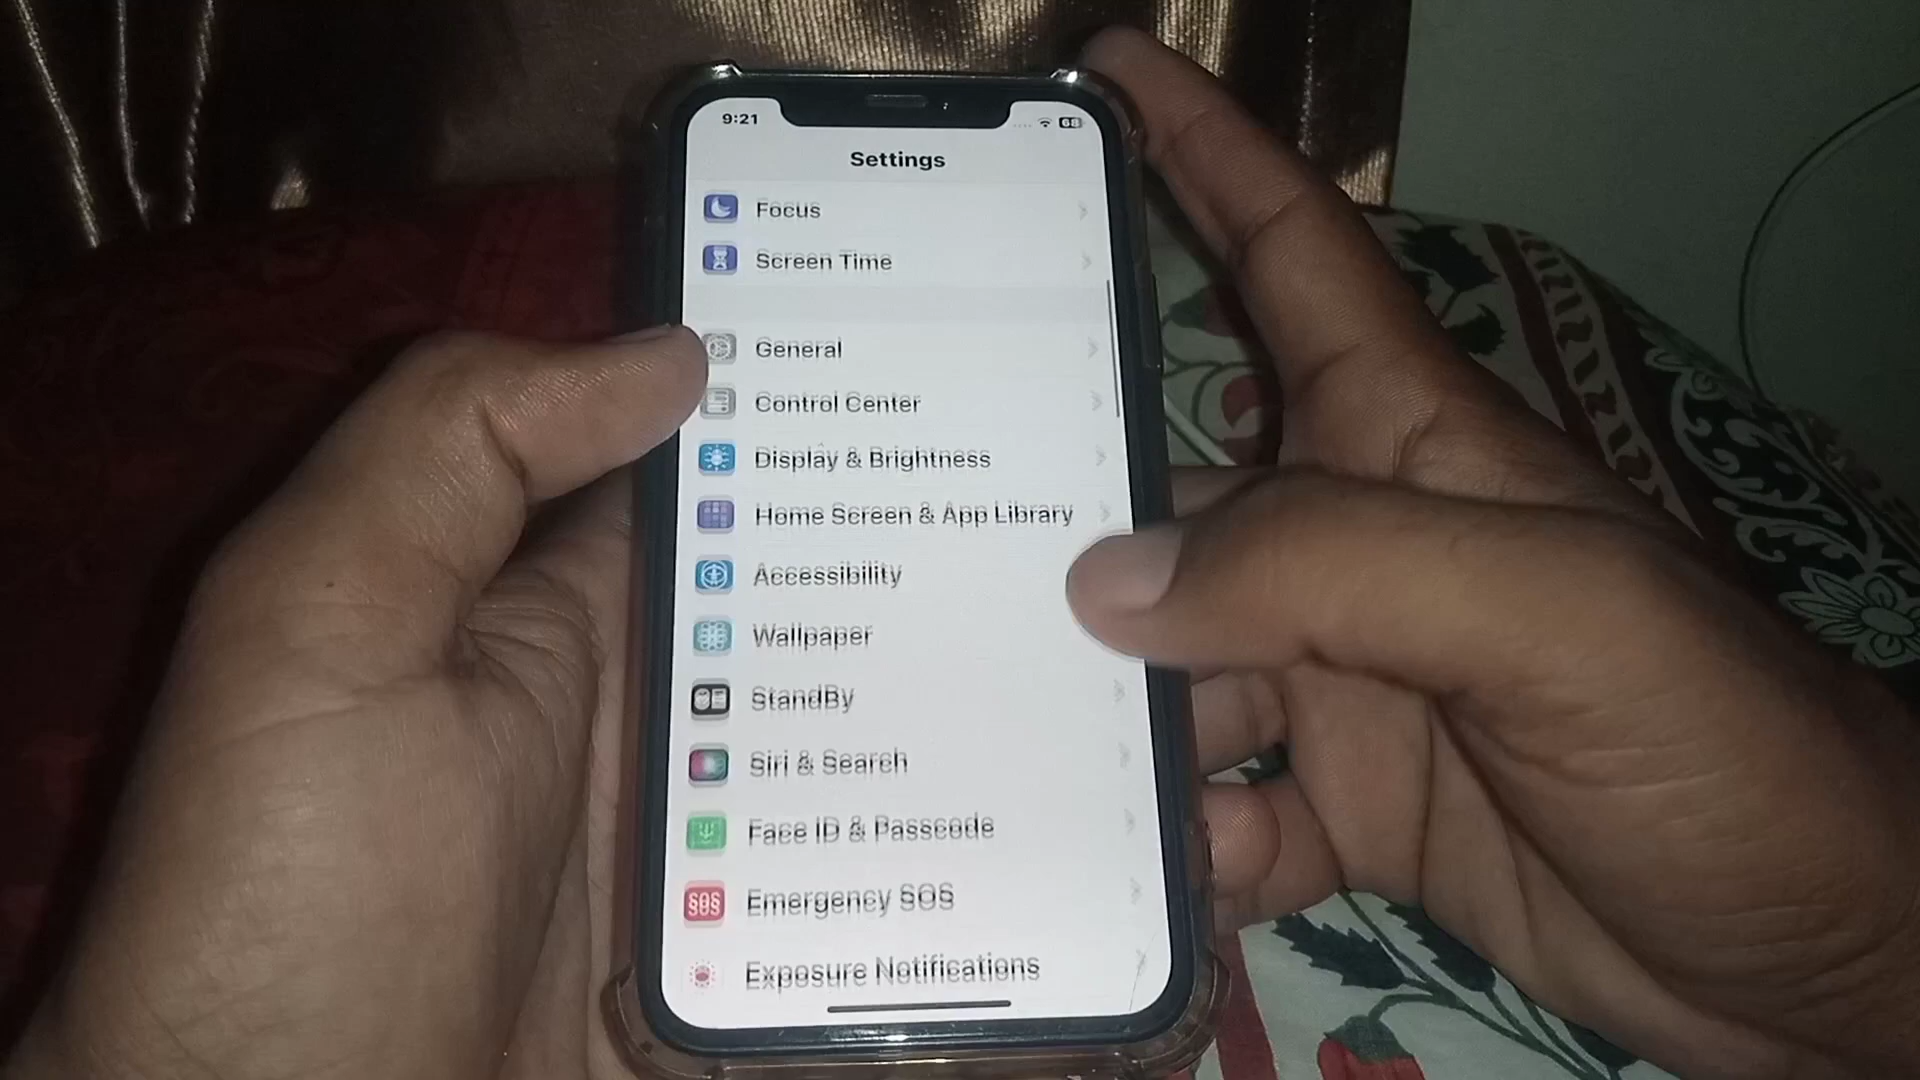 9:21
68
Settings
Focus
Screen Time
General
Control Center
Display & Brightness
Home Screen & App Library
Accessibility
Wallpaper
StandBy
Siri & Search
Face ID & Passcode
SOS
Emergency SOS
Exposure Notifications